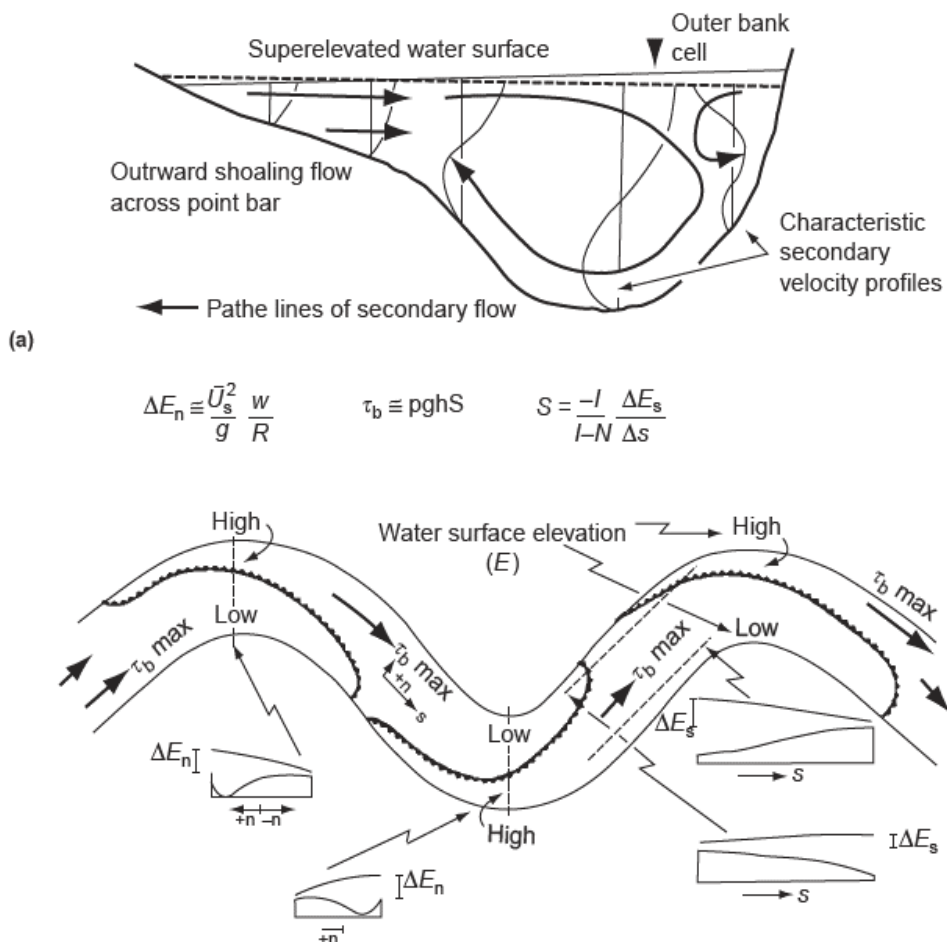 Superelevated water surface
Outer bank
cell
Outrward shoaling flow
across point bar
Characteristic
secondary
velocity profiles
Pathe lines of secondary flow
(a)
ΔEn ≅ Ūs²/g w/R
τb ≡ pghS
S = –I/I–N ΔEs/Δs
High
Water surface elevation
(E)
High
Low
τb max
τb max
+n
s
τb max
τb max
Low
Low
High
ΔEn
+n –n
ΔEn
+n
ΔEs
s
ΔEs
s